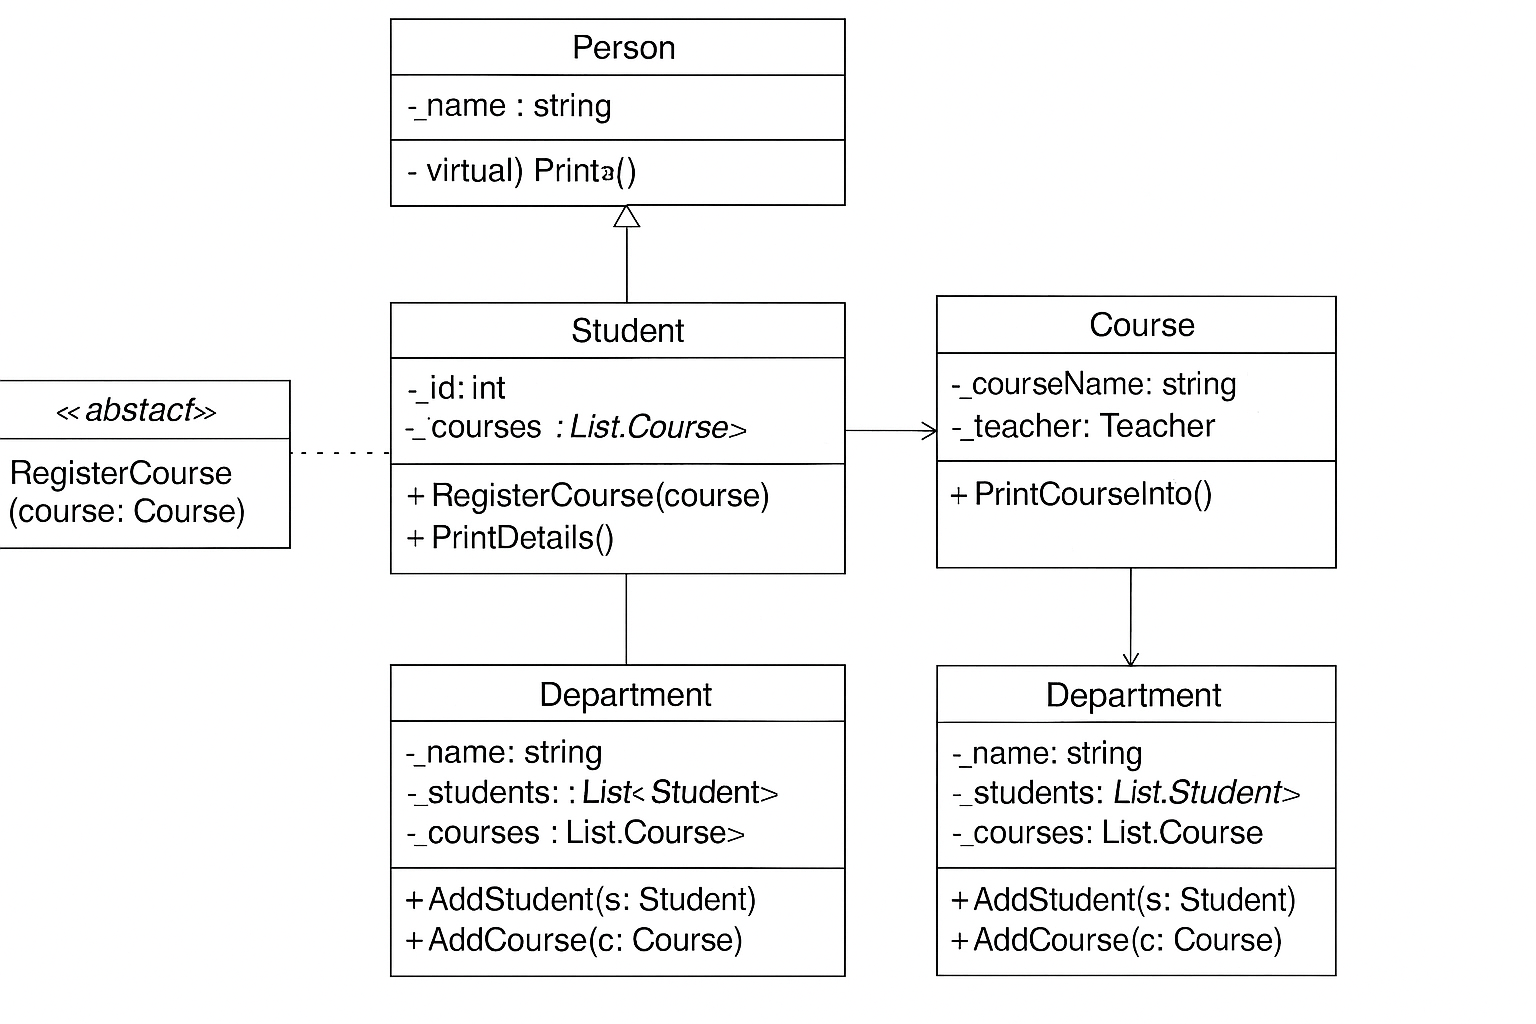 Person
-_name : string
- virtual) Printa()
Student
-_id: int
-_courses : List.Course>
+ RegisterCourse(course)
+ PrintDetails()
Course
-_courseName: string
-_teacher: Teacher
+ PrintCourseInto()
<<abstacf>>
RegisterCourse
(course: Course)
Department
-_name: string
-_students: : List< Student>
-_courses : List.Course>
+ AddStudent(s: Student)
+ AddCourse(c: Course)
Department
-_name: string
-_students: List.Student>
-_courses: List.Course
+ AddStudent(s: Student)
+ AddCourse(c: Course)